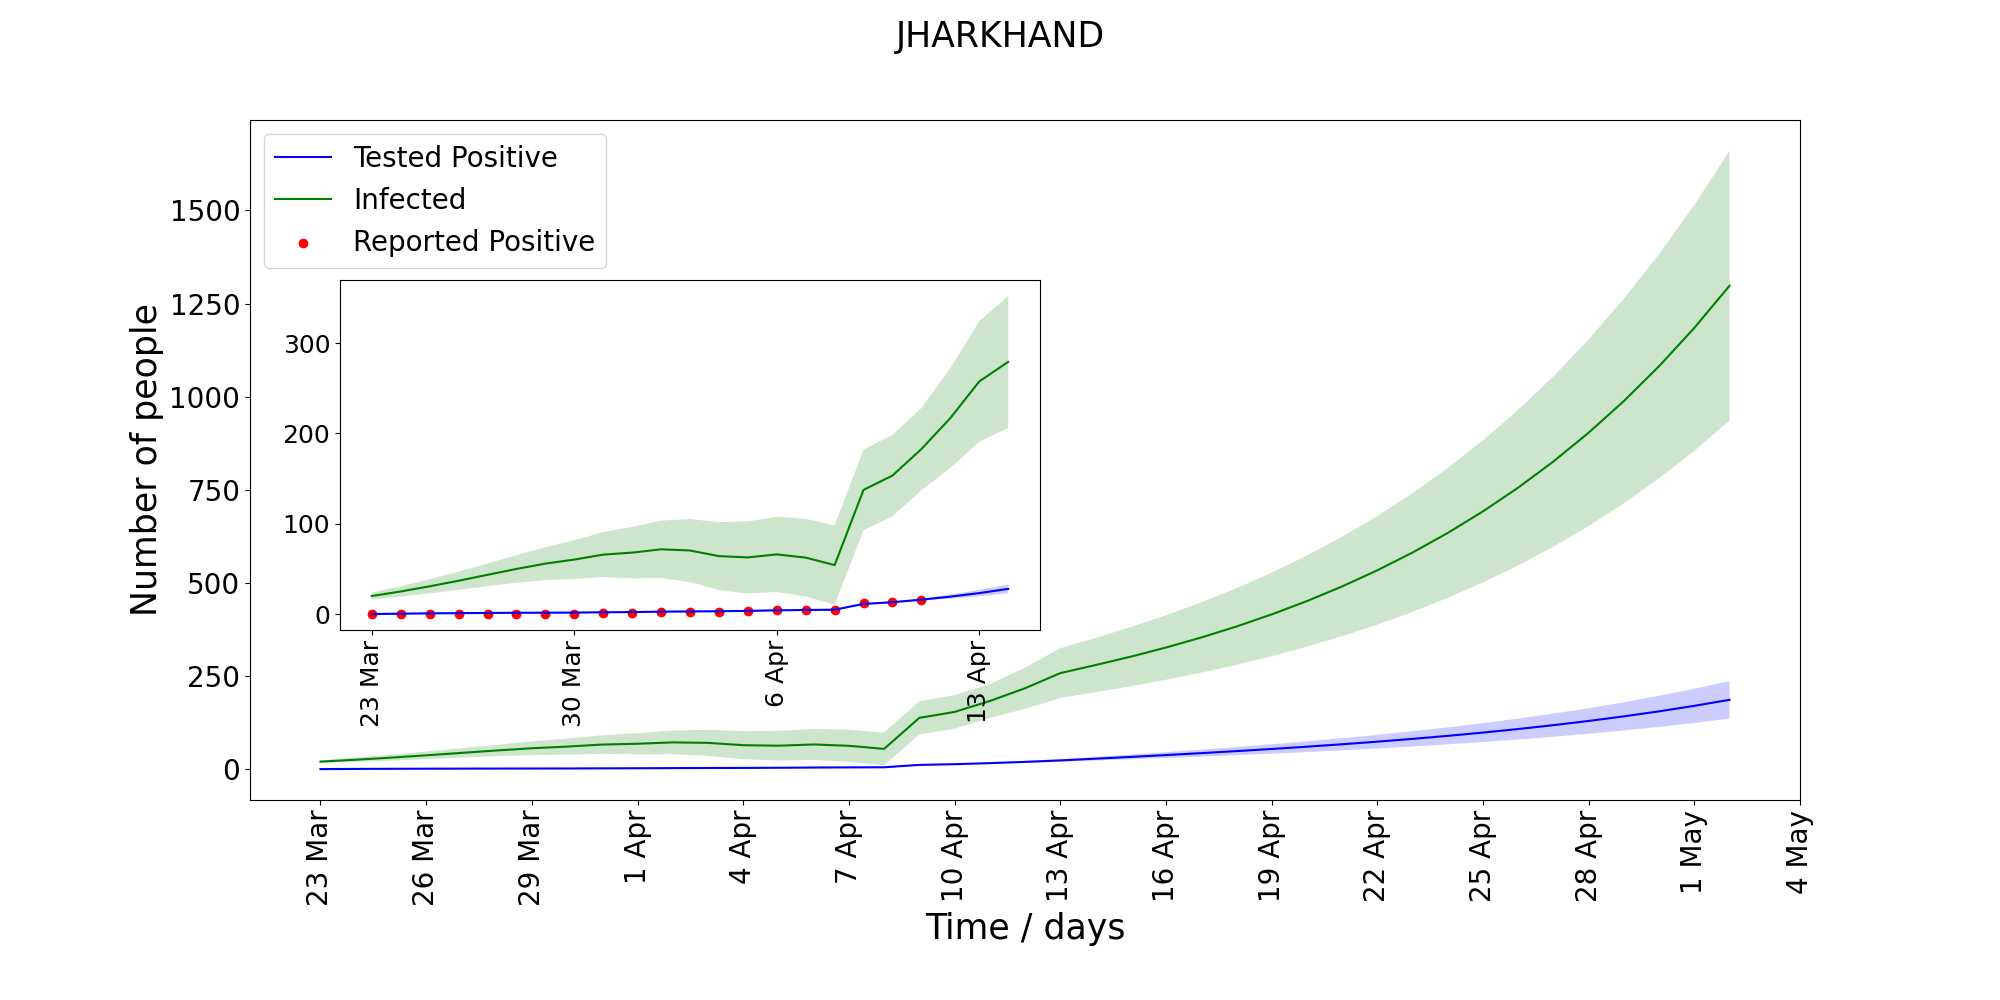 JHARKHAND
Tested Positive
Infected
Reported Positive
Number of people
1500
1250
1000
750
500
250
0
300
200
100
0
23 Mar
30 Mar
6 Apr
13 Apr
23 Mar
26 Mar
29 Mar
1 Apr
4 Apr
7 Apr
10 Apr
13 Apr
16 Apr
19 Apr
22 Apr
25 Apr
28 Apr
1 May
4 May
Time / days